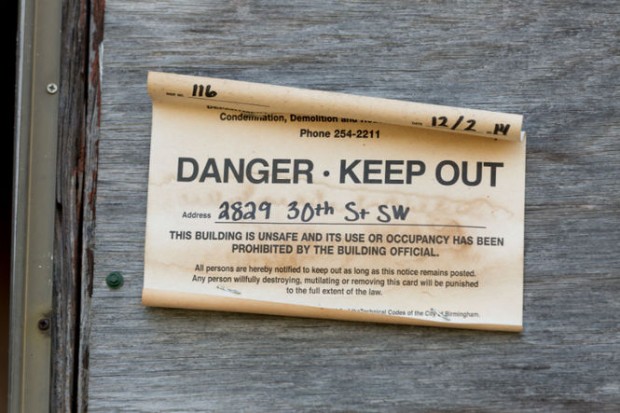 116
12/2 14
Condemnation, Demolition and
Phone 254-2211
DANGER · KEEP OUT
Address 2829 30th St SW
THIS BUILDING IS UNSAFE AND ITS USE OR OCCUPANCY HAS BEEN
PROHIBITED BY THE BUILDING OFFICIAL.
All persons are hereby notified to keep out as long as this notice remains posted.
Any person willfully destroying, mutilating or removing this card will be punished
to the full extent of the law.
Technical Codes of the City of Birmingham.